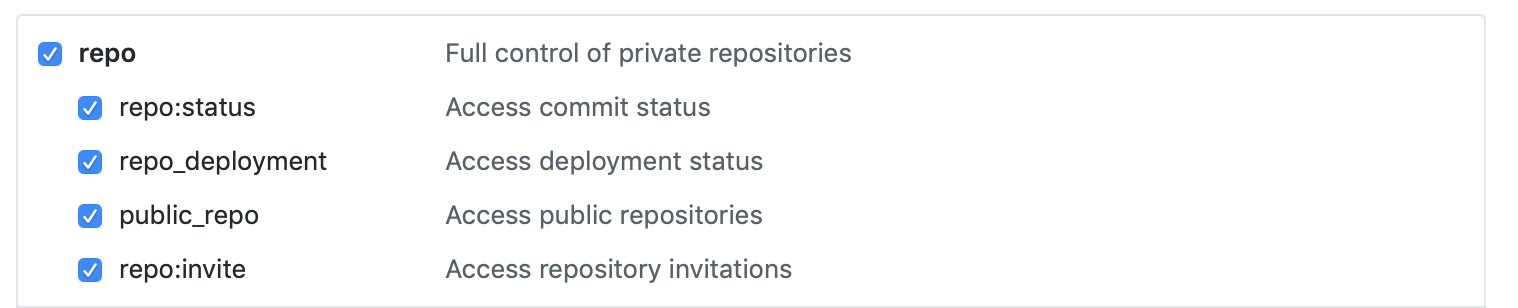 repo Full control of private repositories
repo:status Access commit status
repo_deployment Access deployment status
public_repo Access public repositories
repo:invite Access repository invitations